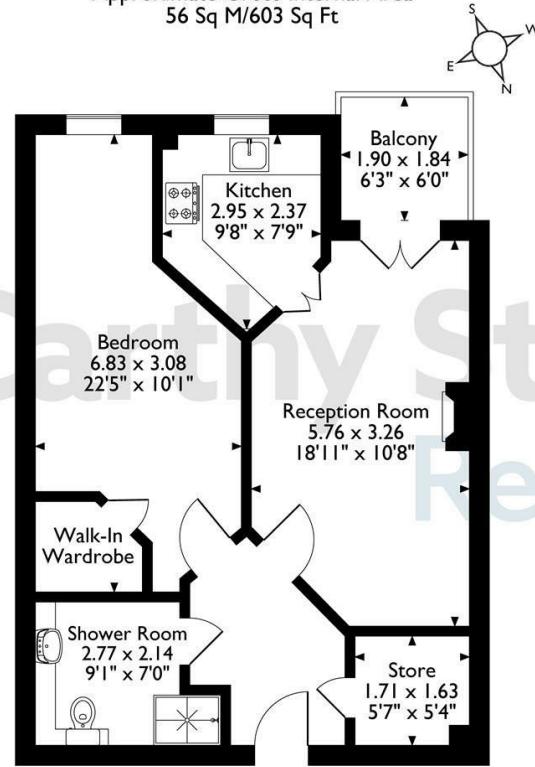 56 Sq M/603 Sq Ft
S
W
E
N
Balcony
1.90 x 1.84
6'3" x 6'0"
Kitchen
2.95 x 2.37
9'8" x 7'9"
Bedroom
6.83 x 3.08
22'5" x 10'1"
Reception Room
5.76 x 3.26
18'11" x 10'8"
Walk-In
Wardrobe
Shower Room
2.77 x 2.14
9'1" x 7'0"
Store
1.71 x 1.63
5'7" x 5'4"
Carthy St
Re